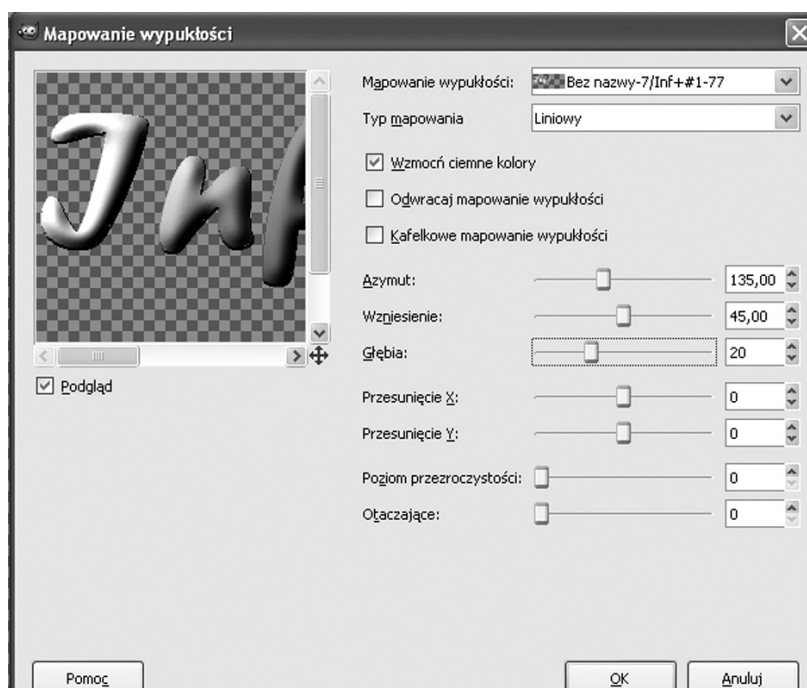 Mapowanie wypukłości
Inf
Podgląd
Mapowanie wypukłości: Bez nazwy-7/Inf+#1-77
Typ mapowania Liniowy
Wzmocń ciemne kolory
Odwracaj mapowanie wypukłości
Kafelkowe mapowanie wypukłości
Azymut: 135,00
Wzniesienie: 45,00
Głębia: 20
Przesunięcie X: 0
Przesunięcie Y: 0
Poziom przezroczystości: 0
Otaczające: 0
Pomoc OK Anuluj